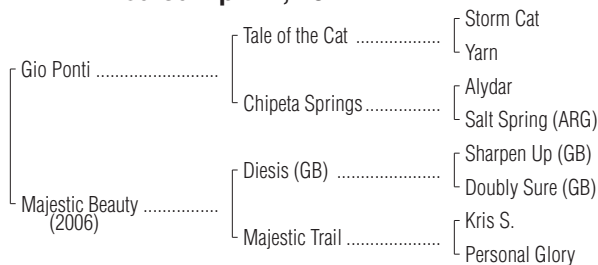 Storm Cat
Tale of the Cat ..................
Yarn
Gio Ponti ..........................
Alydar
Chipeta Springs ................
Salt Spring (ARG)
Sharpen Up (GB)
Diesis (GB) ......................
Doubly Sure (GB)
Majestic Beauty ................
(2006)
Kris S.
Majestic Trail ....................
Personal Glory